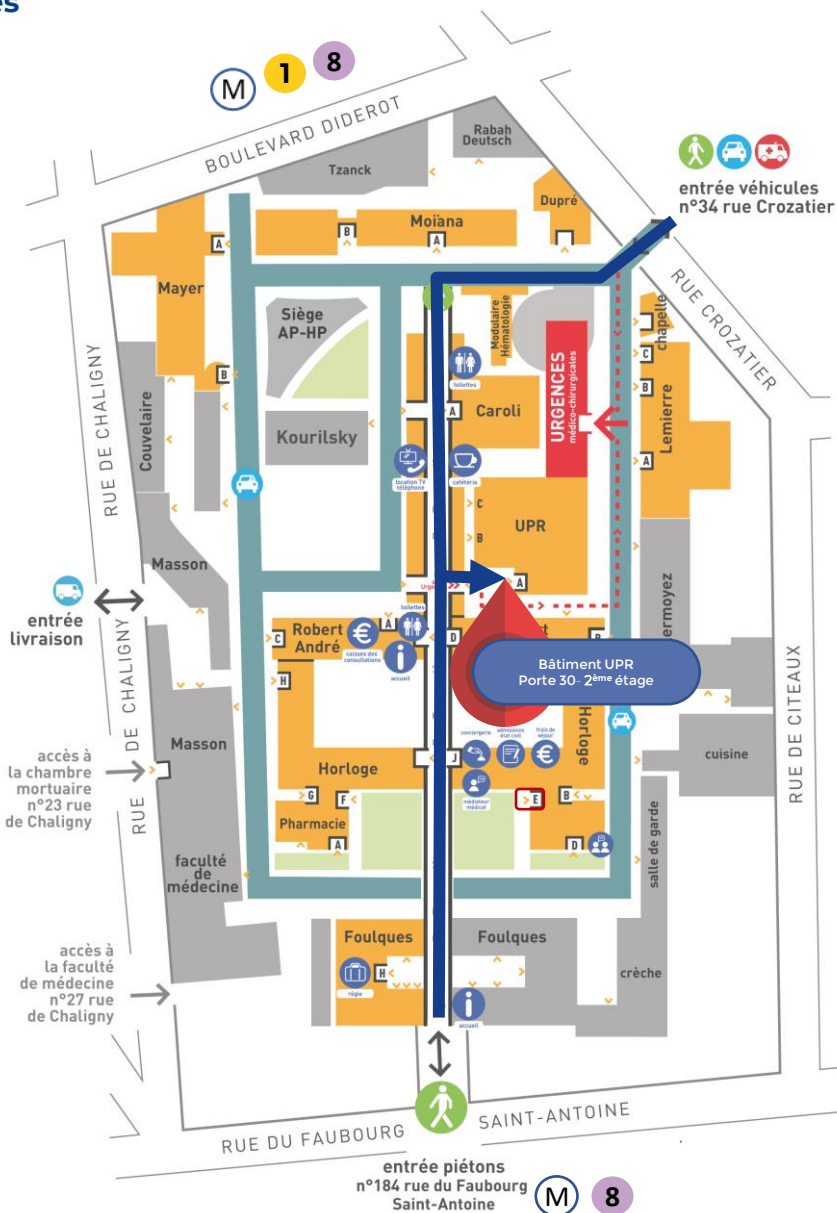 es
M 1 8
BOULEVARD DIDEROT
Rabah
Deutsch
Tzanck
entrée véhicules
n°34 rue Crozatier
Dupré
B
Moïana
A
A
Mayer
RUE CROZATIER
Siège
AP-HP
Modulaire
Hématologie
chapelle
toilettes
C
B
B
URGENCES
médico-chirurgicales
Lemierre
A
Caroli
RUE DE CHALIGNY
Couvelaire
Kourilsky
location TV
téléphone
cafétéria
A
C
UPR
B
Masson
A
entrée
livraison
toilettes
Robert
André
C
A
D
B
caisses des
consultations
accueil
Bâtiment UPR
Porte 30- 2ème étage
H
RUE DE CHALIGNY
RUE DE CITEAUX
Masson
conciergerie
admissions
état civil
frais de
séjour
Horloge
cuisine
accès à
la chambre
mortuaire
n°23 rue
de Chaligny
Horloge
J
médiateur
médical
G
F
E
B
Pharmacie
A
D
salle de garde
faculté
de
médecine
Foulques
Foulques
accès à
la faculté
de médecine
n°27 rue
de Chaligny
H
régie
crèche
accueil
RUE DU FAUBOURG SAINT-ANTOINE
entrée piétons
n°184 rue du Faubourg
Saint-Antoine
M 8